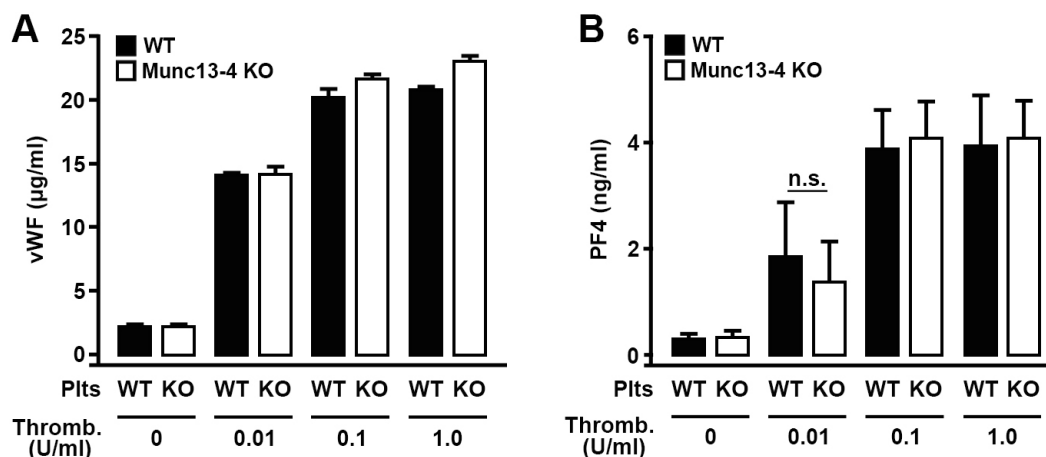 A
WT
Munc13-4 KO
vWF (µg/ml)
25
20
15
10
5
0
Plts WT KO WT KO WT KO WT KO
Thromb.
(U/ml)
0 0.01 0.1 1.0
B
WT
Munc13-4 KO
PF4 (ng/ml)
6
4
2
0
n.s.
Plts WT KO WT KO WT KO WT KO
Thromb.
(U/ml)
0 0.01 0.1 1.0